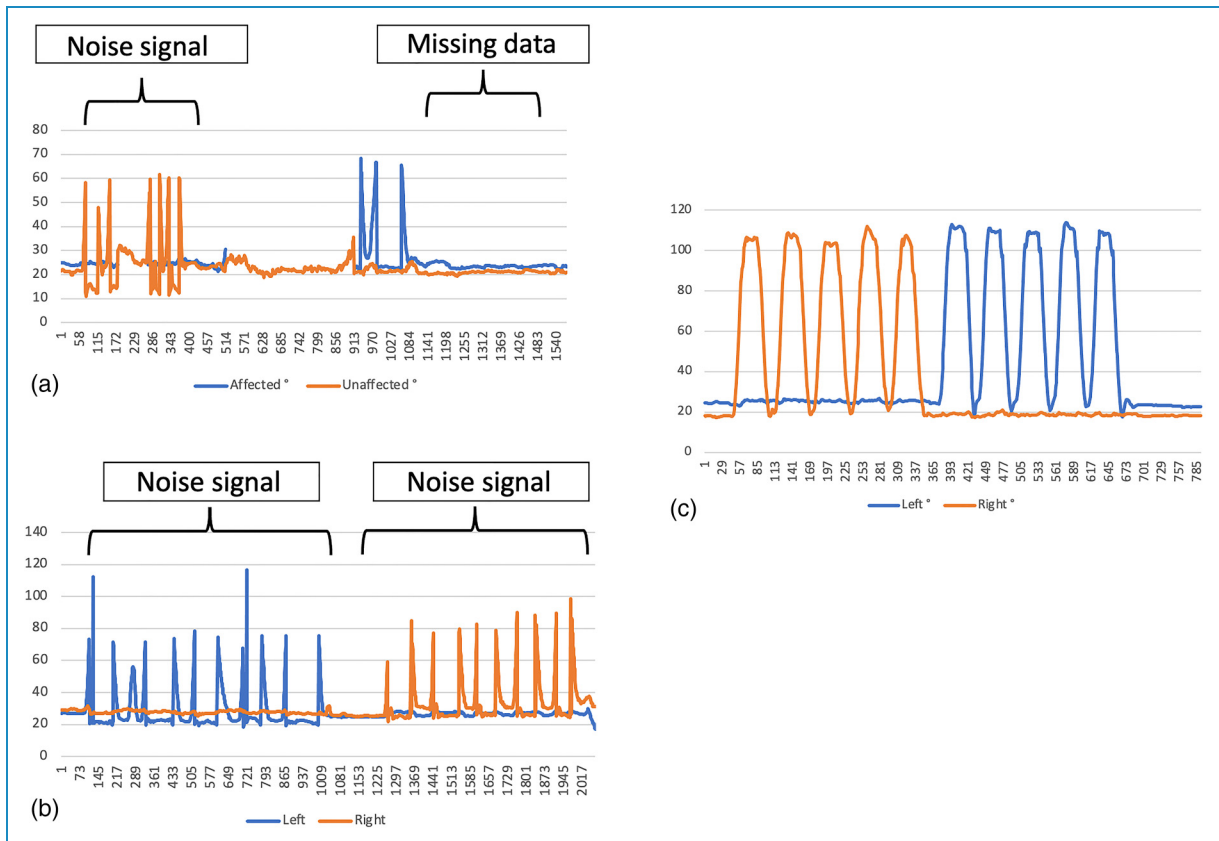 Noise signal
Missing data
80
70
60
50
40
30
20
10
0
1 58 115 172 229 286 343 400 457 514 571 628 685 742 799 856 913 970 1027 1084 1141 1198 1255 1312 1369 1426 1483 1540
(a)
Affected ° Unaffected °
Noise signal
Noise signal
140
120
100
80
60
40
20
0
1 73 145 217 289 361 433 505 577 649 721 793 865 937 1009 1081 1153 1225 1297 1369 1441 1513 1585 1657 1729 1801 1873 1945 2017
(b)
Left Right
120
100
80
60
40
20
0
1 29 57 85 113 141 169 197 225 253 281 309 337 365 393 421 449 477 505 533 561 589 617 645 673 701 729 757 785
(c)
Left ° Right °